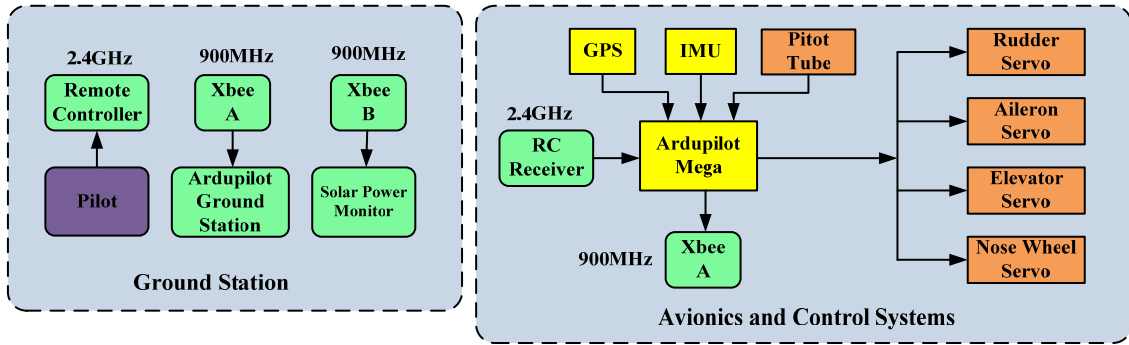 2.4GHz
Remote
Controller
Pilot
900MHz
Xbee
A
Ardupilot
Ground
Station
900MHz
Xbee
B
Solar Power
Monitor
Ground Station
GPS
IMU
Pitot
Tube
2.4GHz
RC
Receiver
Ardupilot
Mega
900MHz
Xbee
A
Rudder
Servo
Aileron
Servo
Elevator
Servo
Nose Wheel
Servo
Avionics and Control Systems